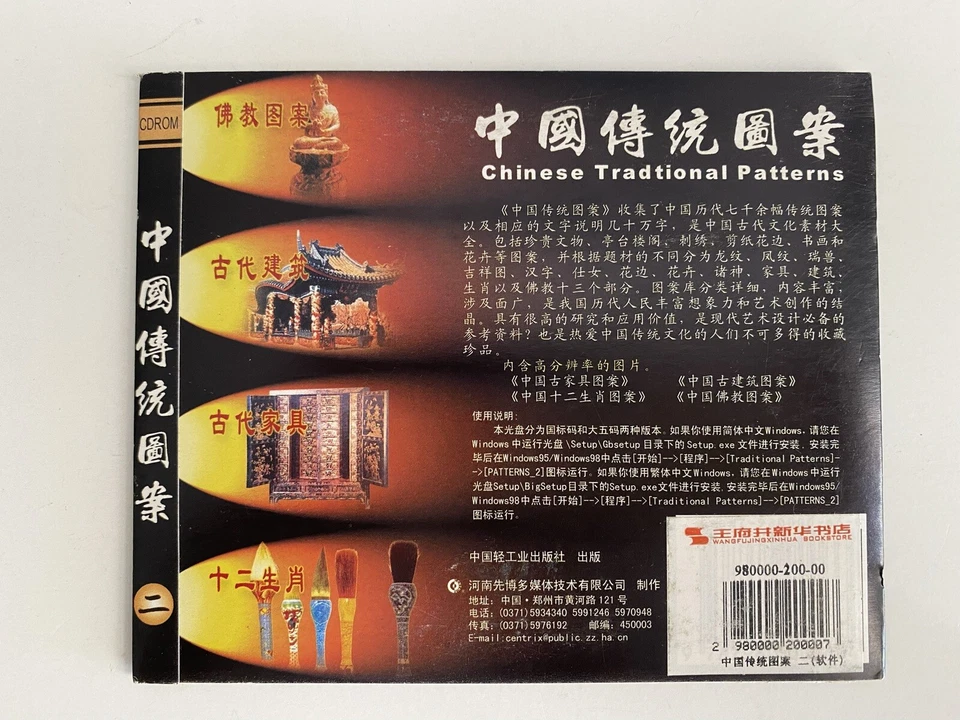 CDROM
中國傳統圖案
二
佛教图案
古代建筑
古代家具
十二生肖
中國傳统圖案
Chinese Tradtional Patterns
《中国传统图案》收集了中国历代七千余幅传统图案
以及相应的文字说明几十万字，是中国古代文化素材大
全。包括珍贵文物、亭台楼阁、刺绣、剪纸花边、书画和
花卉等图案，并根据题材的不同分为龙纹、凤纹、瑞兽、
吉祥图、汉字、仕女、花边、花卉、诸神、家具、建筑、
生肖以及佛教十三个部分。图案库分类详细，内容丰富，
涉及面广，是我国历代人民丰富想象力和艺术创作的结
晶。具有很高的研究和应用价值，是现代艺术设计必备的
参考资料？也是热爱中国传统文化的人们不可多得的收藏
珍品。
内含高分辨率的图片。
《中国古家具图案》 《中国古建筑图案》
《中国十二生肖图案》 《中国佛教图案》
使用说明：
本光盘分为国标码和大五码两种版本。如果你使用简体中文Windows，请您在
Windows中运行光盘\Setup\Gbsetup目录下的Setup.exe文件进行安装，安装完
毕后在Windows95/Windows98中点击[开始]-->[程序]-->[Traditional Patterns]-
->[PATTERNS_2]图标运行。如果你使用繁体中文Windows，请您在Windows中运行
光盘Setup\BigSetup目录下的Setup.exe文件进行安装，安装完毕后在Windows95/
Windows98中点击[开始]-->[程序]-->[Traditional Patterns]-->[PATTERNS_2]
图标运行。
中国轻工业出版社 出版
河南先博多媒体技术有限公司 制作
地址：中国·郑州市黄河路121号
电话：(0371)5934340 5991246 5970948
传真：(0371)5976192 邮编：450003
E-mail:centrix@public.zz.ha.cn
王府井新华书店
WANGFUJINGXINHUA BOOKSTORE
980000-200-00
2 980000 200007
中国传统图案 二(软件)